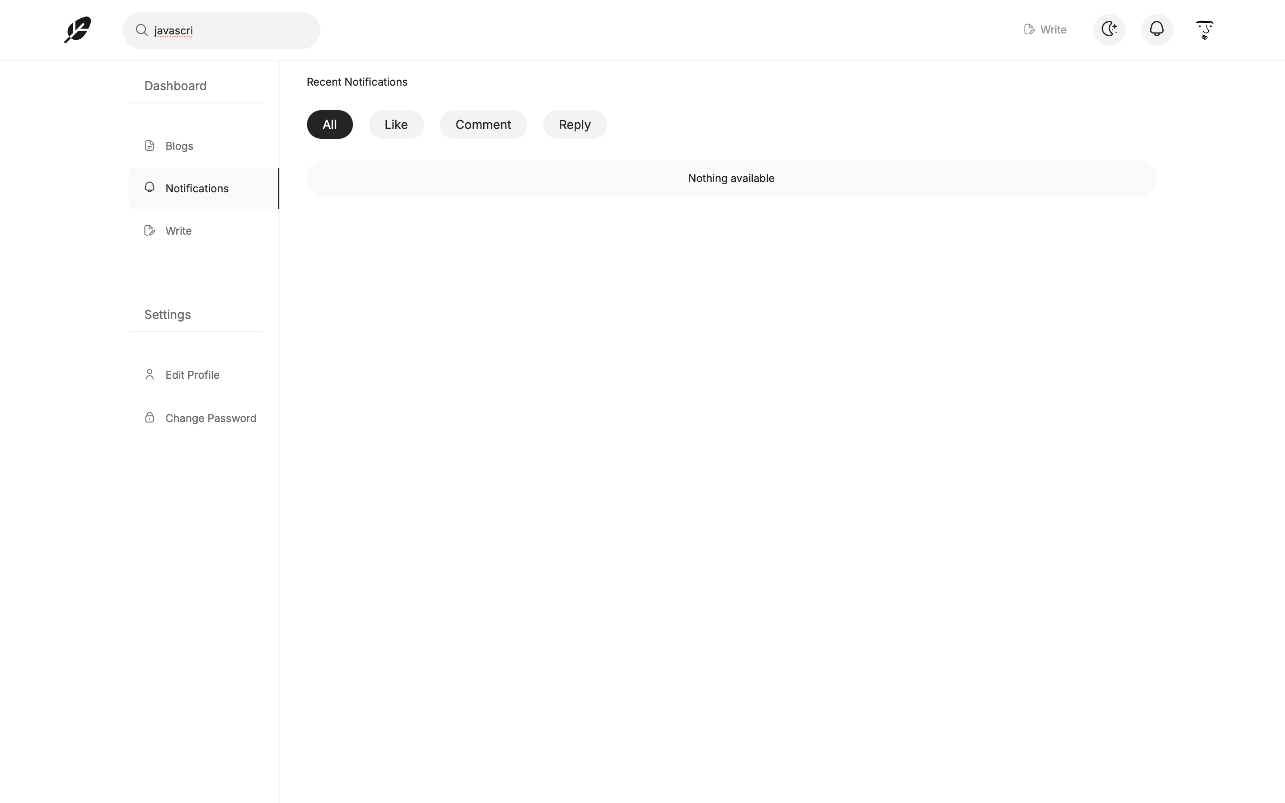 javascri
Write
Dashboard
Blogs
Notifications
Write
Settings
Edit Profile
Change Password
Recent Notifications
All
Like
Comment
Reply
Nothing available